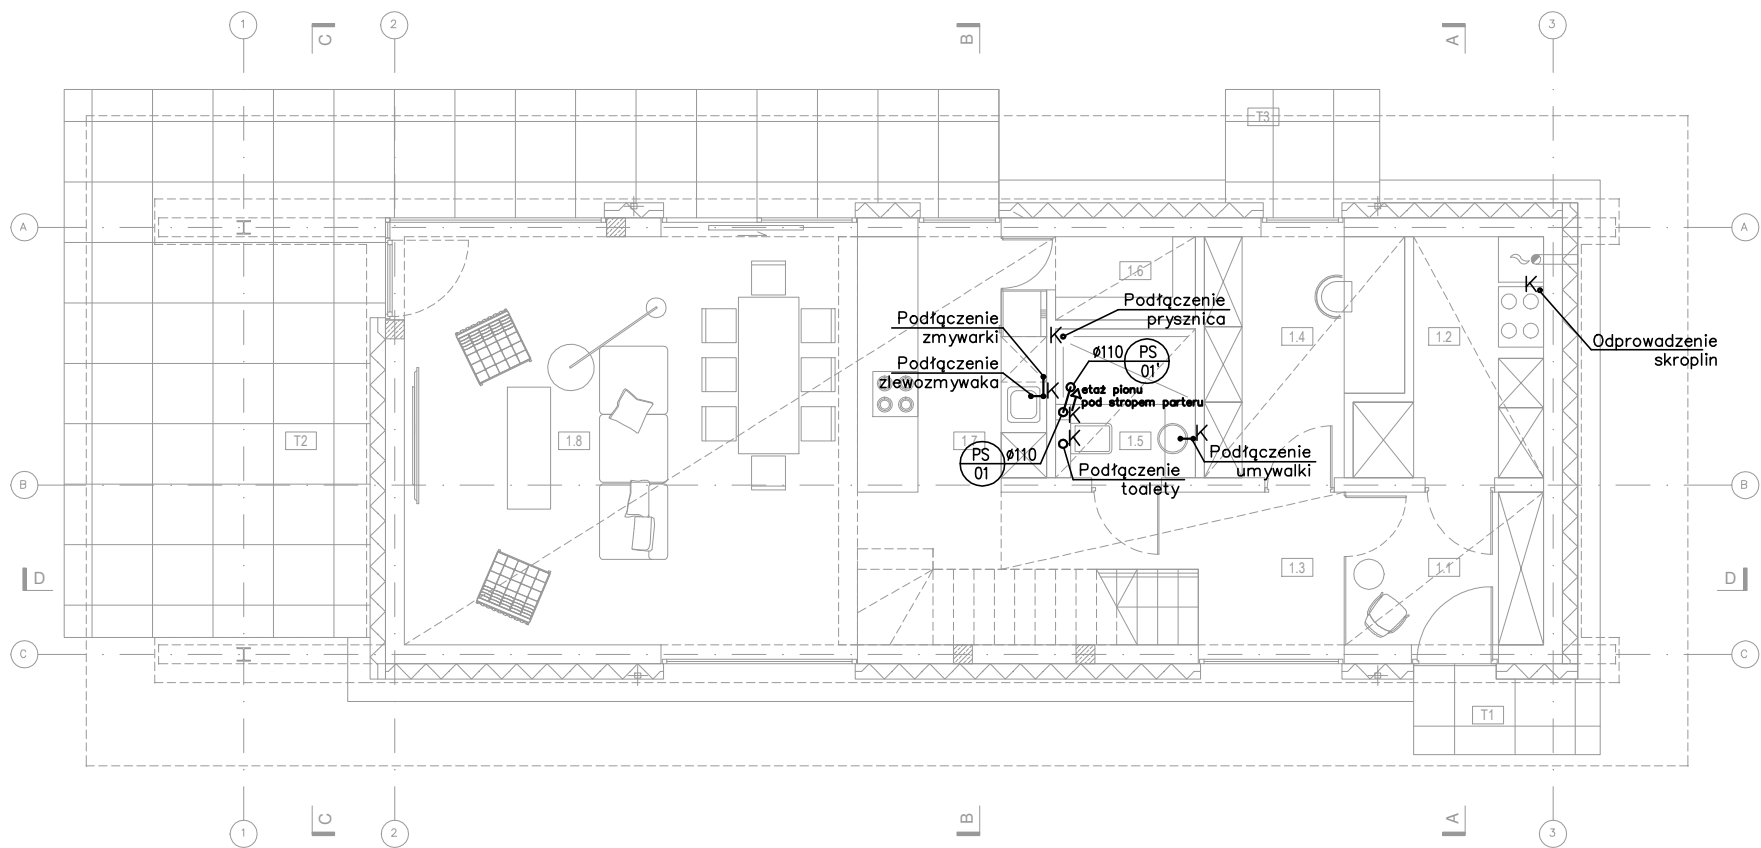 1
2
C
B
A
3
T3
A
A
1.6
K
Podłączenie
prysznica
Podłączenie
zmywarki
K
1.4
1.2
Odprowadzenie
skroplin
ø110
PS
01'
Podłączenie
zlewozmywaka
K
etaż pionu
pod stropem parteru
K
T2
1.8
1.7
K
1.5
K
PS
01
ø110
Podłączenie
umywalki
Podłączenie
toalety
B
B
D
1.3
1.1
D
C
C
T1
1
2
C
B
A
3